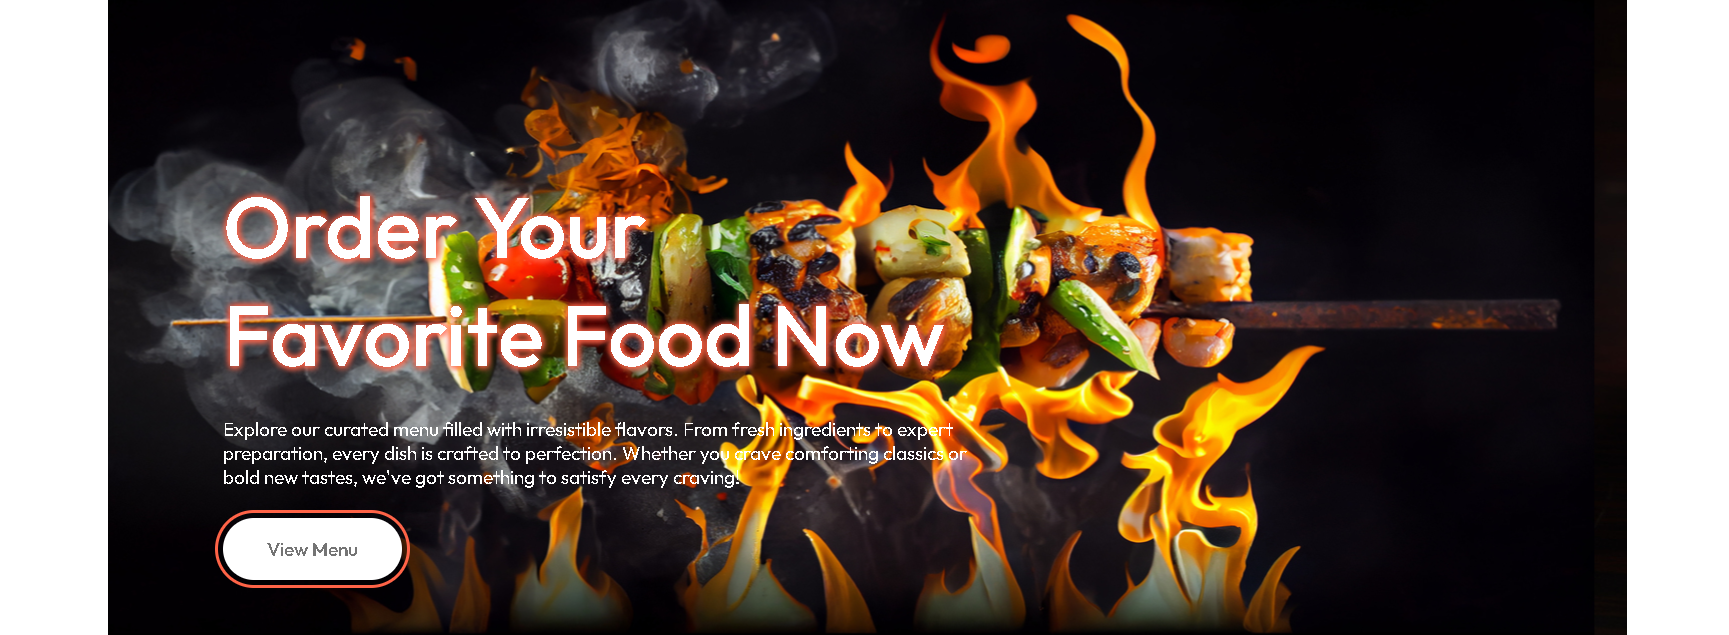 Order Your
Favorite Food Now
Explore our curated menu filled with irresistible flavors. From fresh ingredients to expert
preparation, every dish is crafted to perfection. Whether you crave comforting classics or
bold new tastes, we've got something to satisfy every craving.
View Menu